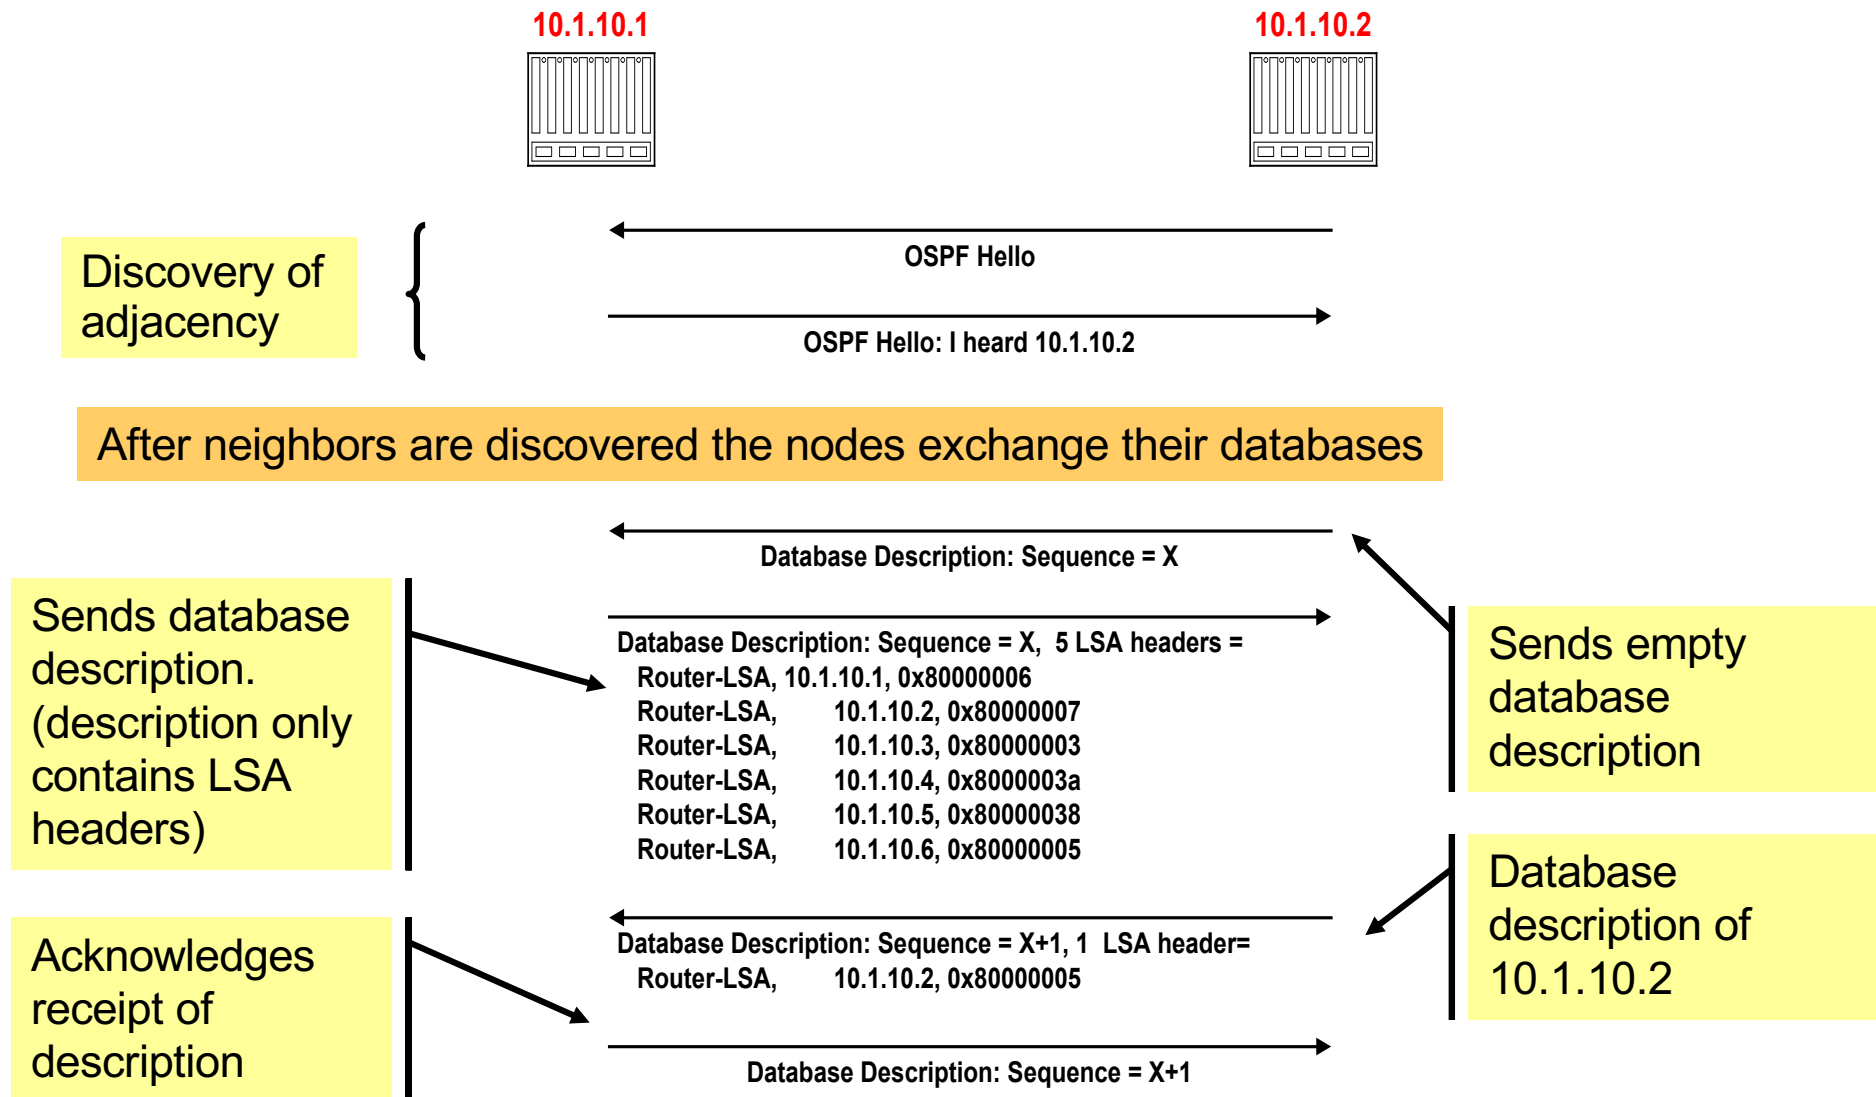 10.1.10.1
10.1.10.2
Discovery of
adjacency
OSPF Hello
OSPF Hello: I heard 10.1.10.2
After neighbors are discovered the nodes exchange their databases
Database Description: Sequence = X
Sends database
description.
(description only
contains LSA
headers)
Database Description: Sequence = X, 5 LSA headers =
Router-LSA, 10.1.10.1, 0x80000006
Router-LSA, 10.1.10.2, 0x80000007
Router-LSA, 10.1.10.3, 0x80000003
Router-LSA, 10.1.10.4, 0x8000003a
Router-LSA, 10.1.10.5, 0x80000038
Router-LSA, 10.1.10.6, 0x80000005
Sends empty
database
description
Database Description: Sequence = X+1, 1 LSA header=
Router-LSA, 10.1.10.2, 0x80000005
Database
description of
10.1.10.2
Acknowledges
receipt of
description
Database Description: Sequence = X+1